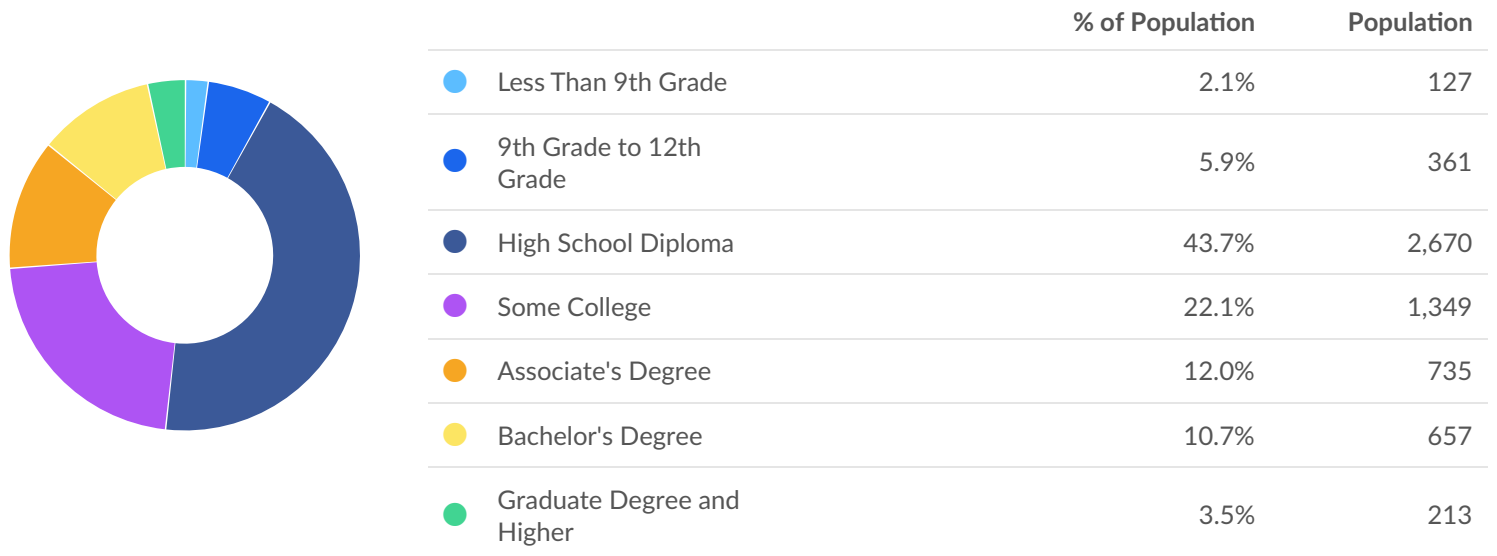 % of Population Population
Less Than 9th Grade 2.1% 127
9th Grade to 12th
Grade 5.9% 361
High School Diploma 43.7% 2,670
Some College 22.1% 1,349
Associate's Degree 12.0% 735
Bachelor's Degree 10.7% 657
Graduate Degree and
Higher 3.5% 213